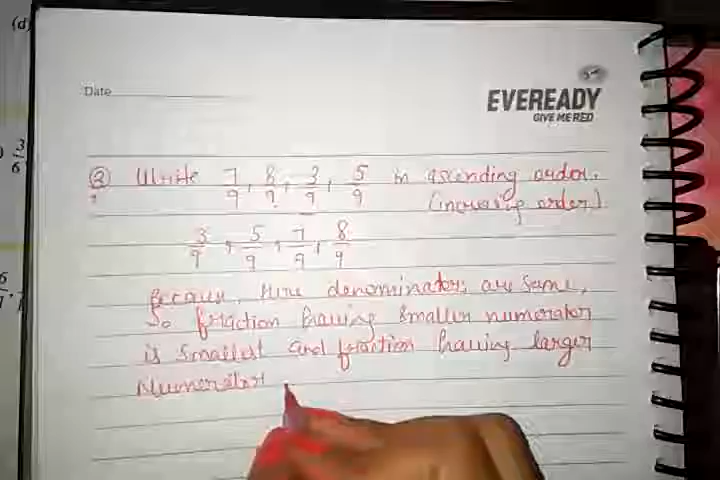 (d)
3/6
Date
EVEREADY
GIVE ME RED
③ Write 7/9, 8/9, 3/9, 5/9 in ascending order.
(increasing order)
3/9, 5/9, 7/9, 8/9
Because, here denominators are same,
So fraction having smaller numerator
is smallest and fraction having larger
Numerator